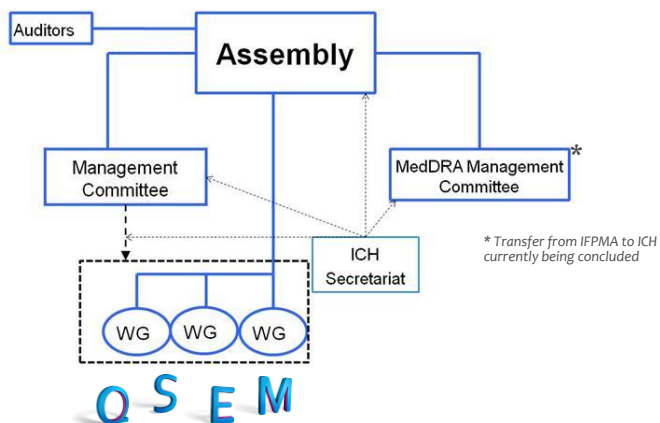 Auditors
Assembly
Management
Committee
MedDRA Management
Committee
*
ICH
Secretariat
* Transfer from IFPMA to ICH
currently being concluded
WG
WG
WG
Q S E M